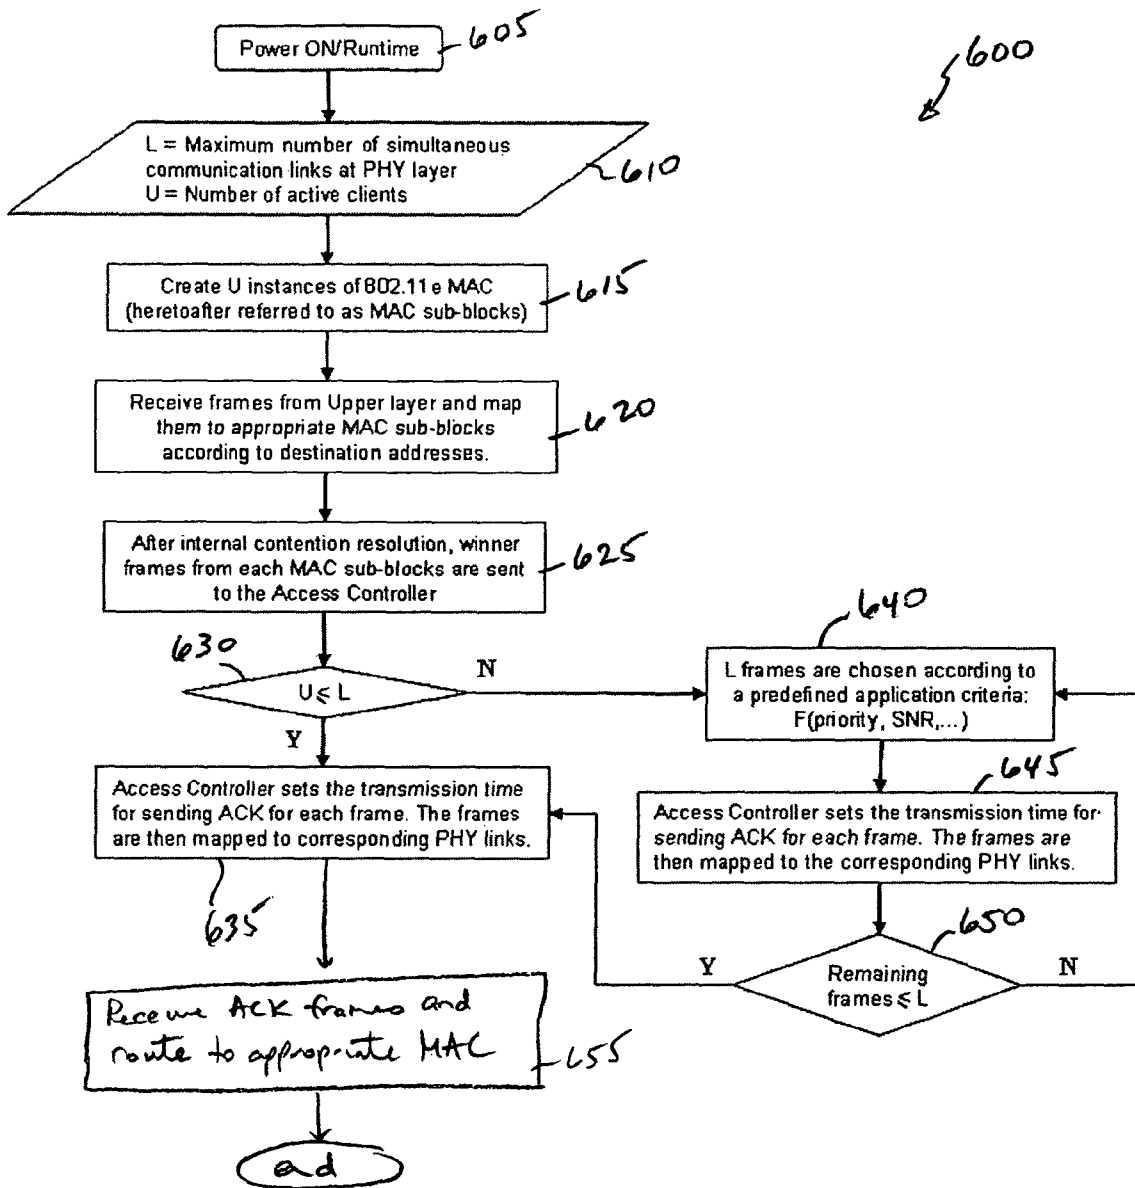 Power ON/Runtime
605
600
L = Maximum number of simultaneous
communication links at PHY layer
U = Number of active clients
610
Create U instances of 802.11e MAC
(heretoafter referred to as MAC sub-blocks)
615
Receive frames from Upper layer and map
them to appropriate MAC sub-blocks
according to destination addresses.
620
After internal contention resolution, winner
frames from each MAC sub-blocks are sent
to the Access Controller
625
630
U ≤ L
N
Y
640
L frames are chosen according to
a predefined application criteria:
F(priority, SNR,...)
Access Controller sets the transmission time
for sending ACK for each frame. The frames
are then mapped to corresponding PHY links.
635
645
Access Controller sets the transmission time for
sending ACK for each frame. The frames are
then mapped to the corresponding PHY links.
650
Remaining
frames ≤ L
Y
N
Receive ACK frames and
route to appropriate MAC
655
end